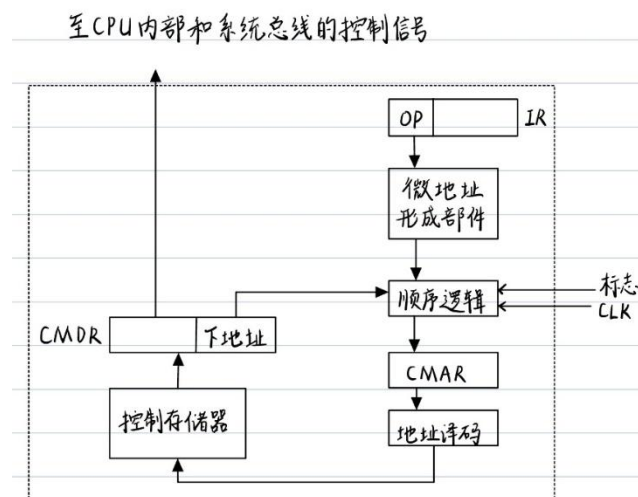 至CPU内部和系统总线的控制信号
OP
IR
微地址
形成部件
顺序逻辑
标志
CLK
CMDR
下地址
CMAR
控制存储器
地址译码